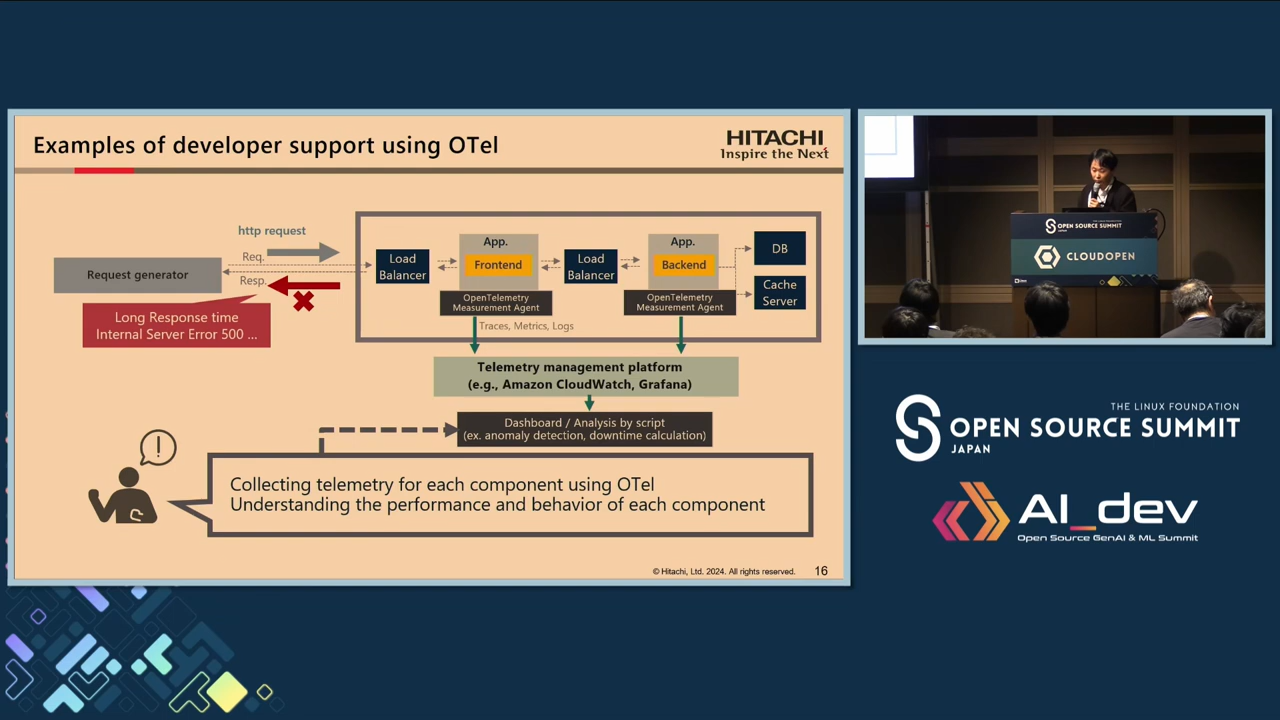 Examples of developer support using OTel
HITACHI
Inspire the Next
http request
Req.
Resp.
Request generator
Long Response time
Internal Server Error 500 ...
Load
Balancer
App.
Frontend
OpenTelemetry
Measurement Agent
Load
Balancer
App.
Backend
OpenTelemetry
Measurement Agent
DB
Cache
Server
Traces, Metrics, Logs
Telemetry management platform
(e.g., Amazon CloudWatch, Grafana)
Dashboard / Analysis by script
(ex. anomaly detection, downtime calculation)
!
Collecting telemetry for each component using OTel
Understanding the performance and behavior of each component
© Hitachi, Ltd. 2024. All rights reserved.
16
OPEN SOURCE SUMMIT
CLOUDOPEN
THE LINUX FOUNDATION
OPEN SOURCE SUMMIT
JAPAN
AI_dev
Open Source GenAI & ML Summit